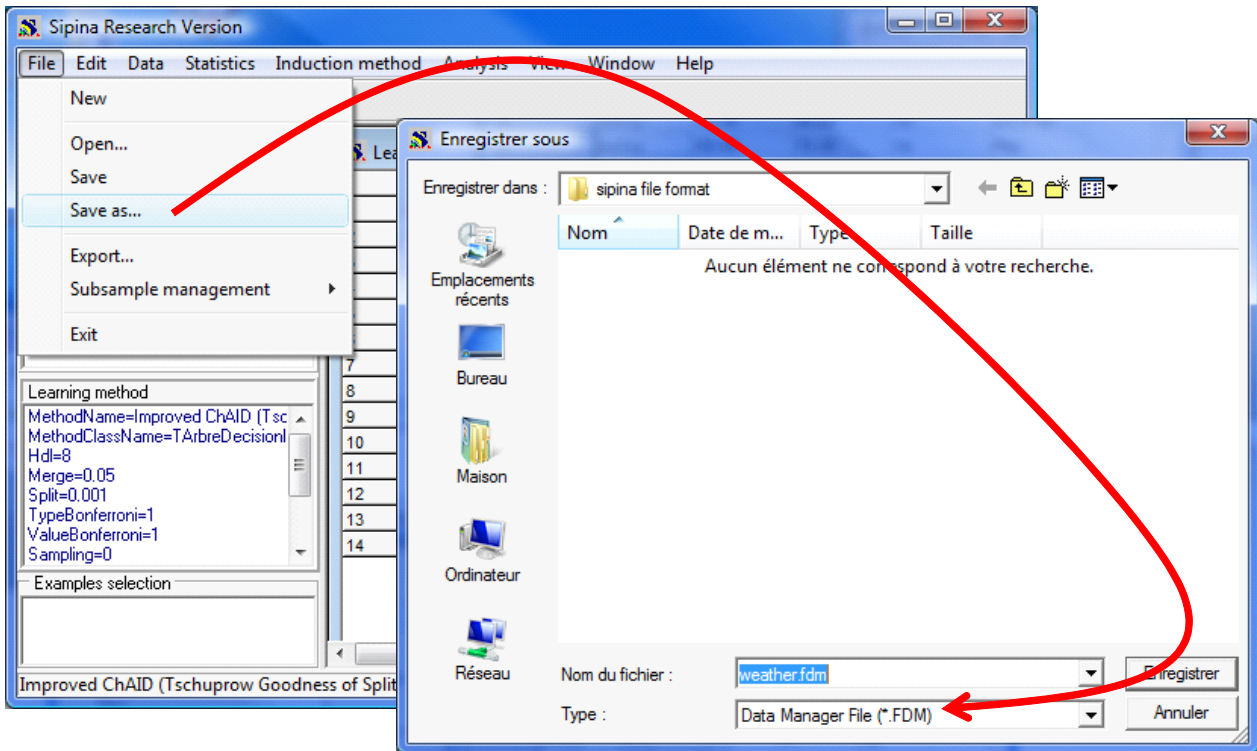 Sipina Research Version
File Edit Data Statistics Induction method Analysis View Window Help
New
Open...
Save
Save as...
Export...
Subsample management
Exit
7
8
9
10
11
12
13
14
Learning method
MethodName=Improved ChAID (Tsc
MethodClassName=TArbreDecisionI
Hdl=8
Merge=0.05
Split=0.001
TypeBonferroni=1
ValueBonferroni=1
Sampling=0
Examples selection
Improved ChAID (Tschuprow Goodness of Split
Enregistrer sous
Enregistrer dans : sipina file format
Nom Date de m... Type Taille
Aucun élément ne correspond à votre recherche.
Emplacements
récents
Bureau
Maison
Ordinateur
Réseau
Nom du fichier : weather.fdm Enregistrer
Type : Data Manager File (*.FDM) Annuler